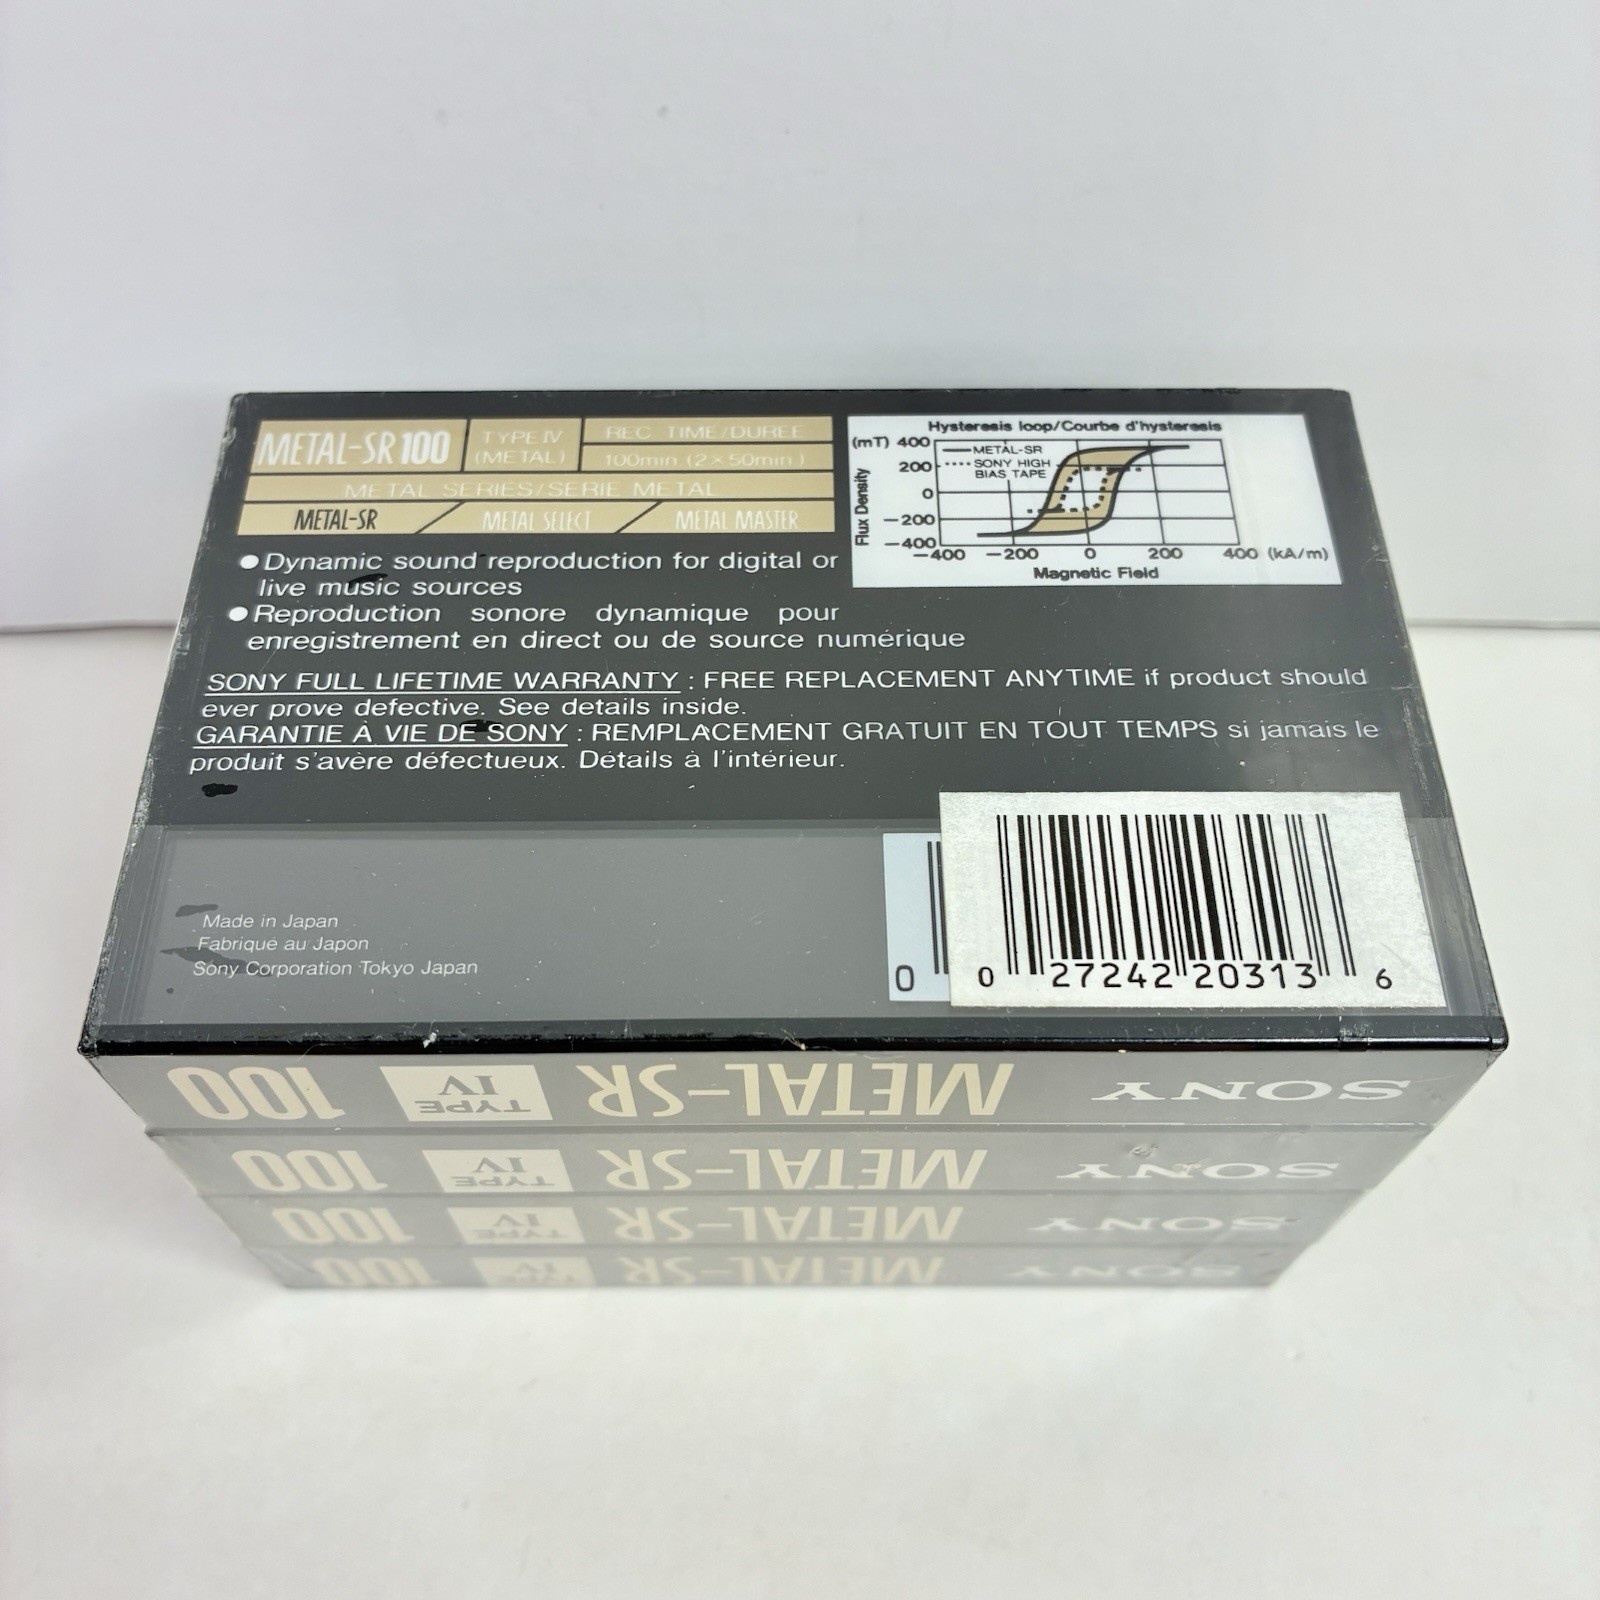 METAL-SR100
TYPE IV
(METAL)
REC TIME/DUREE
100min (2×50min)
METAL SERIES/SERIE METAL
METAL-SR
METAL SELECT
METAL MASTER
Hysteresis loop/Courbe d'hysteresis
(mT) 400
200
0
−200
−400
Flux Density
METAL-SR
SONY HIGH
BIAS TAPE
−400 −200 0 200 400 (kA/m)
Magnetic Field
●Dynamic sound reproduction for digital or
live music sources
●Reproduction sonore dynamique pour
enregistrement en direct ou de source numérique
SONY FULL LIFETIME WARRANTY : FREE REPLACEMENT ANYTIME if product should
ever prove defective. See details inside.
GARANTIE À VIE DE SONY : REMPLACEMENT GRATUIT EN TOUT TEMPS si jamais le
produit s'avère défectueux. Détails à l'intérieur.
Made in Japan
Fabriqué au Japon
Sony Corporation Tokyo Japan
0
0 27242 20313 6
SONY METAL-SR TYPE IV 100
SONY METAL-SR TYPE IV 100
SONY METAL-SR TYPE IV 100
SONY METAL-SR TYPE IV 100